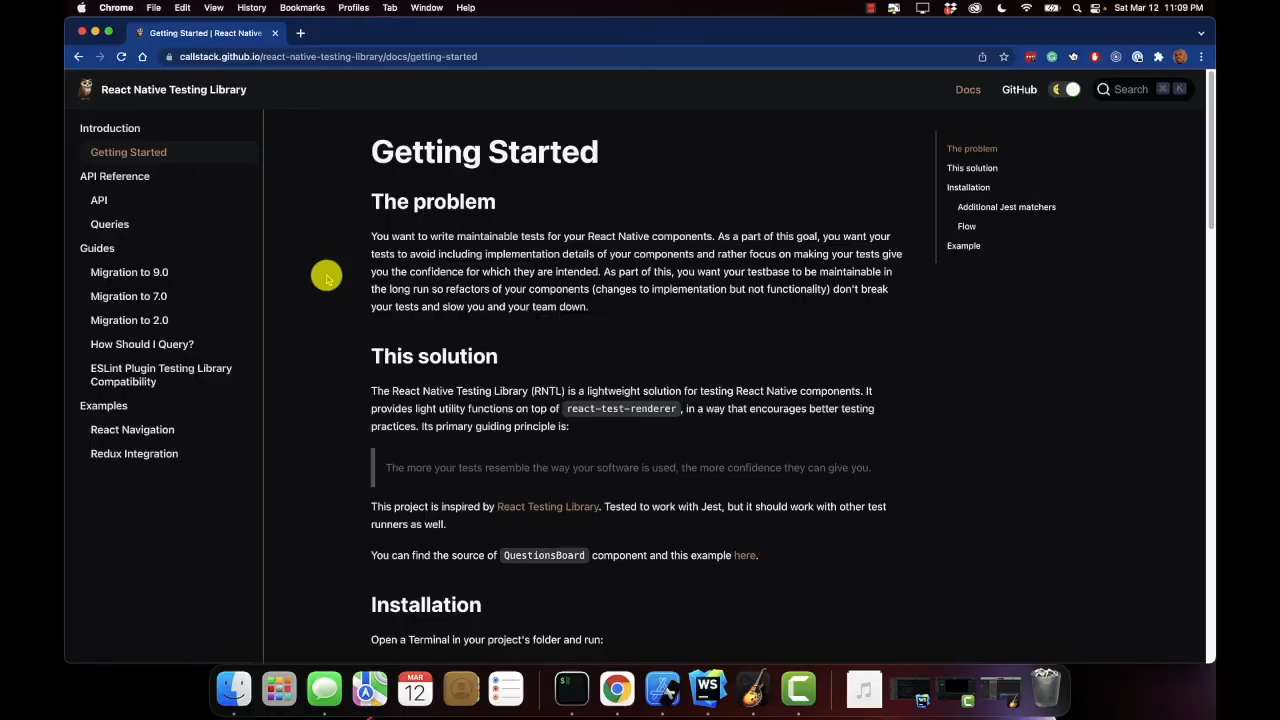 Chrome File Edit View History Bookmarks Profiles Tab Window Help Sat Mar 12 11:09 PM
Getting Started | React Native
callstack.github.io/react-native-testing-library/docs/getting-started
React Native Testing Library
Docs
GitHub
Search ⌘ K
Introduction
Getting Started
API Reference
API
Queries
Guides
Migration to 9.0
Migration to 7.0
Migration to 2.0
How Should I Query?
ESLint Plugin Testing Library
Compatibility
Examples
React Navigation
Redux Integration
Getting Started
The problem
You want to write maintainable tests for your React Native components. As a part of this goal, you want your
tests to avoid including implementation details of your components and rather focus on making your tests give
you the confidence for which they are intended. As part of this, you want your testbase to be maintainable in
the long run so refactors of your components (changes to implementation but not functionality) don't break
your tests and slow you and your team down.
This solution
The React Native Testing Library (RNTL) is a lightweight solution for testing React Native components. It
provides light utility functions on top of react-test-renderer, in a way that encourages better testing
practices. Its primary guiding principle is:
The more your tests resemble the way your software is used, the more confidence they can give you.
This project is inspired by React Testing Library. Tested to work with Jest, but it should work with other test
runners as well.
You can find the source of QuestionsBoard component and this example here.
Installation
Open a Terminal in your project's folder and run:
The problem
This solution
Installation
Additional Jest matchers
Flow
Example
MAR
12
$
WS
C